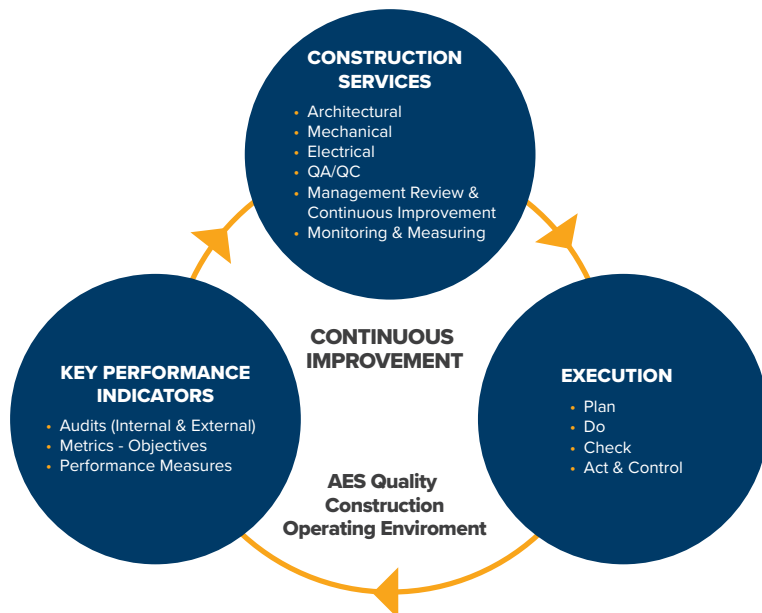 CONSTRUCTION
SERVICES
• Architectural
• Mechanical
• Electrical
• QA/QC
• Management Review &
Continuous Improvement
• Monitoring & Measuring
CONTINUOUS
IMPROVEMENT
KEY PERFORMANCE
INDICATORS
• Audits (Internal & External)
• Metrics - Objectives
• Performance Measures
EXECUTION
• Plan
• Do
• Check
• Act & Control
AES Quality
Construction
Operating Enviroment